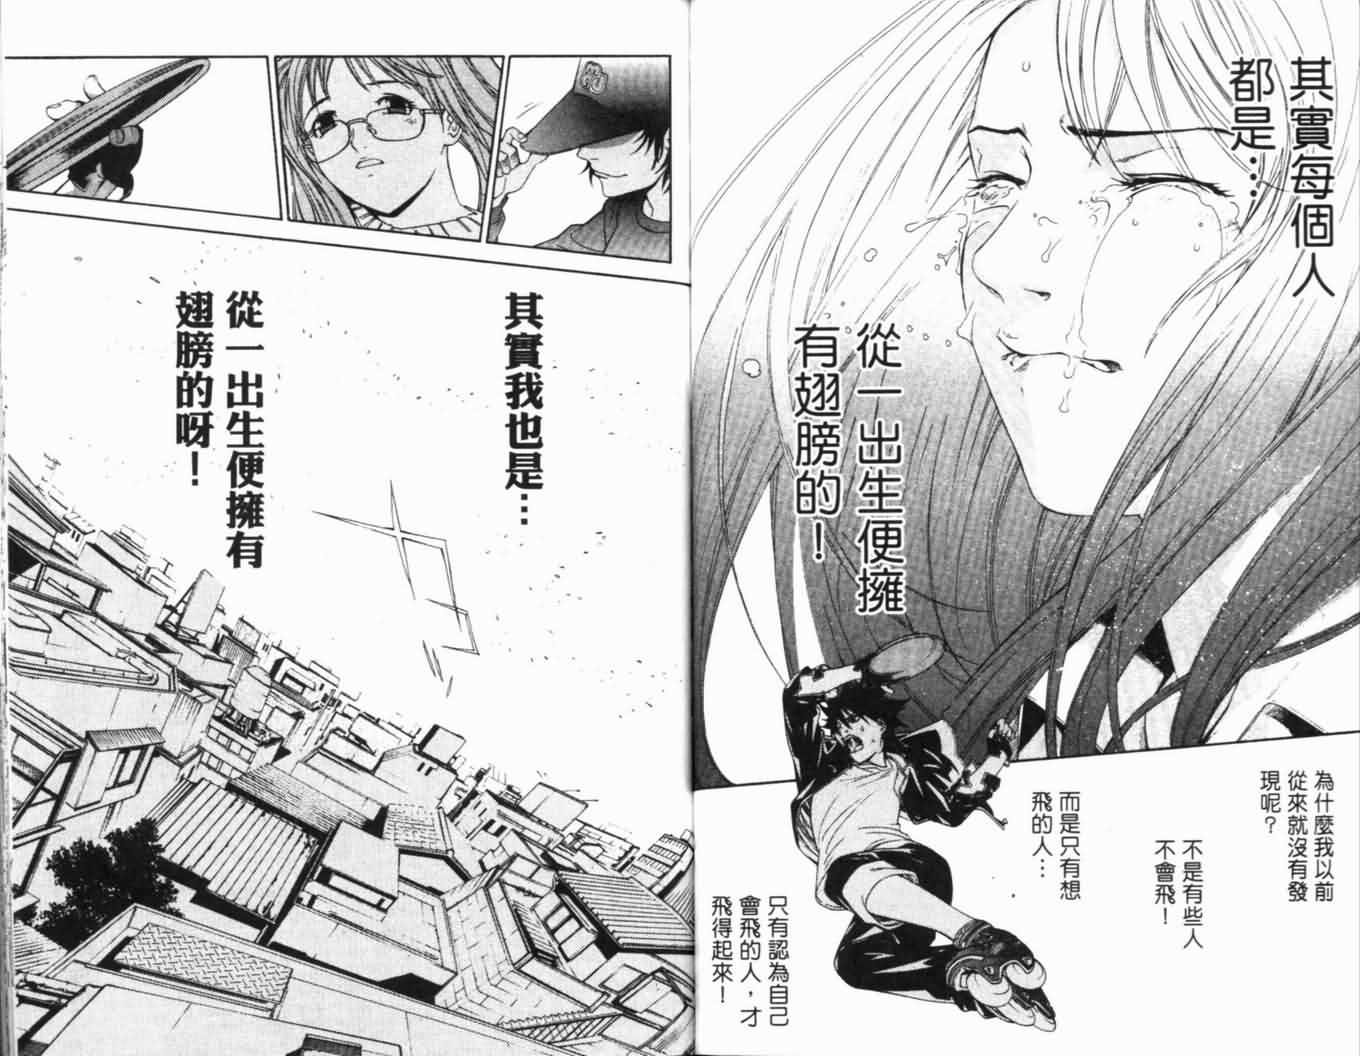 其實每個人
都是…
從一出生便擁
有翅膀的！
為什麼我以前
從來就沒有發
現呢？
不是有些人
不會飛！
而是只有想
飛的人…
只有認為自己
會飛的人，才
飛得起來！
MJ
其實我也是…
從一出生便擁有
翅膀的呀！